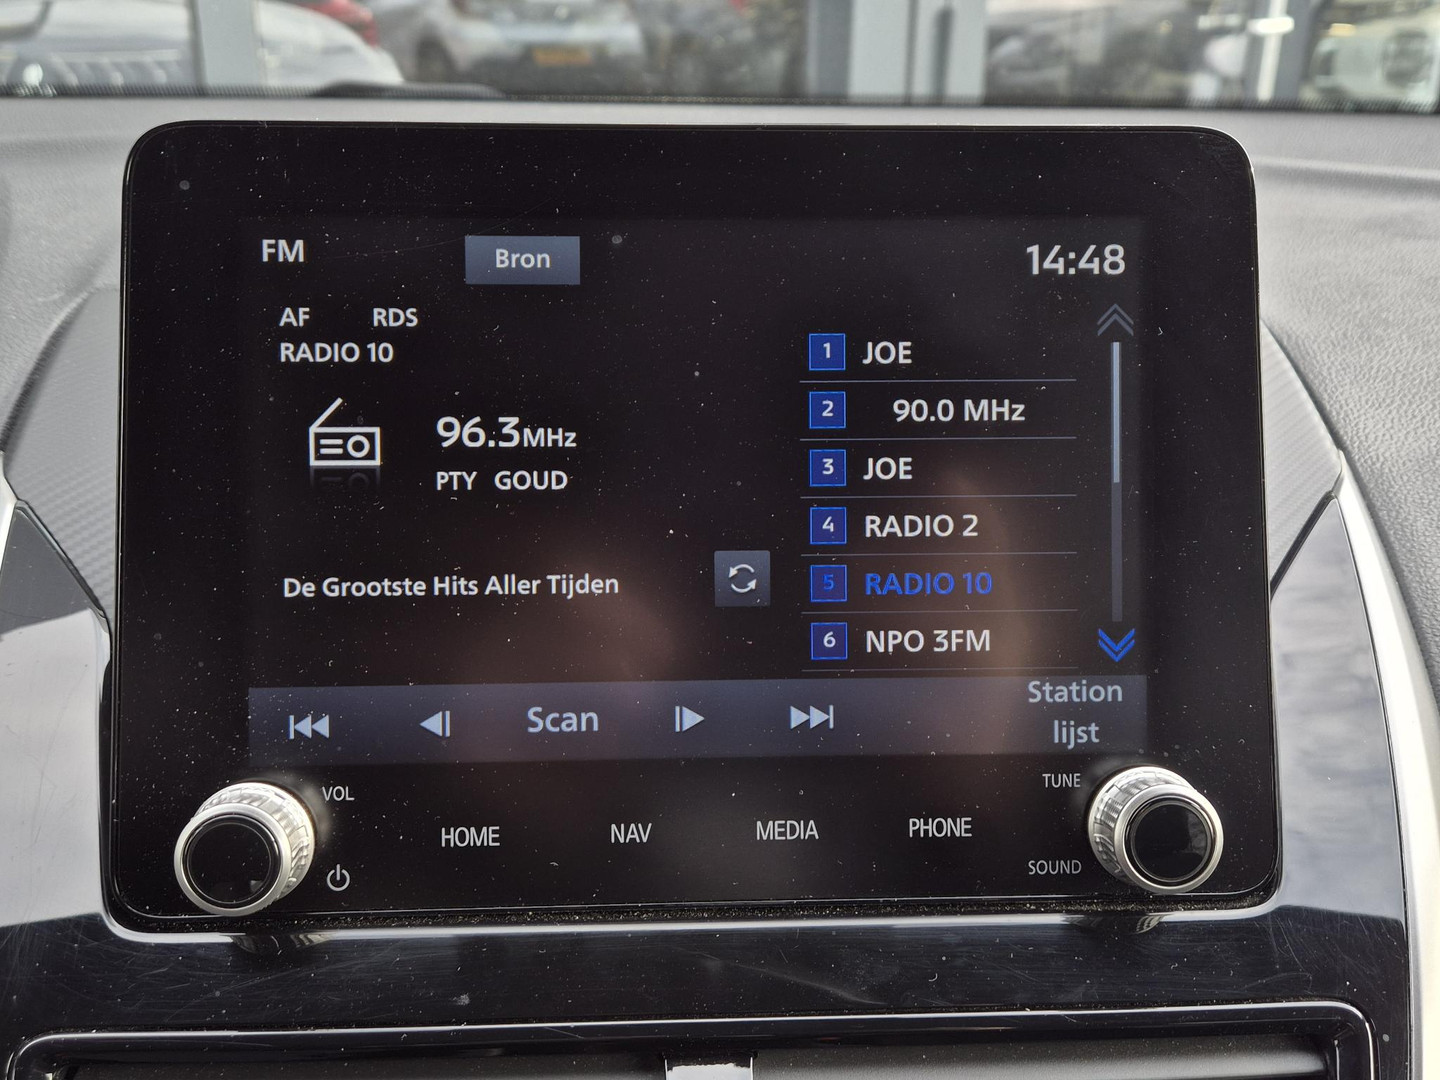 FM
Bron
14:48
AF RDS
RADIO 10
96.3MHz
PTY GOUD
De Grootste Hits Aller Tijden
1 JOE
2 90.0 MHz
3 JOE
4 RADIO 2
5 RADIO 10
6 NPO 3FM
Scan
Station
lijst
VOL
TUNE
HOME
NAV
MEDIA
PHONE
SOUND